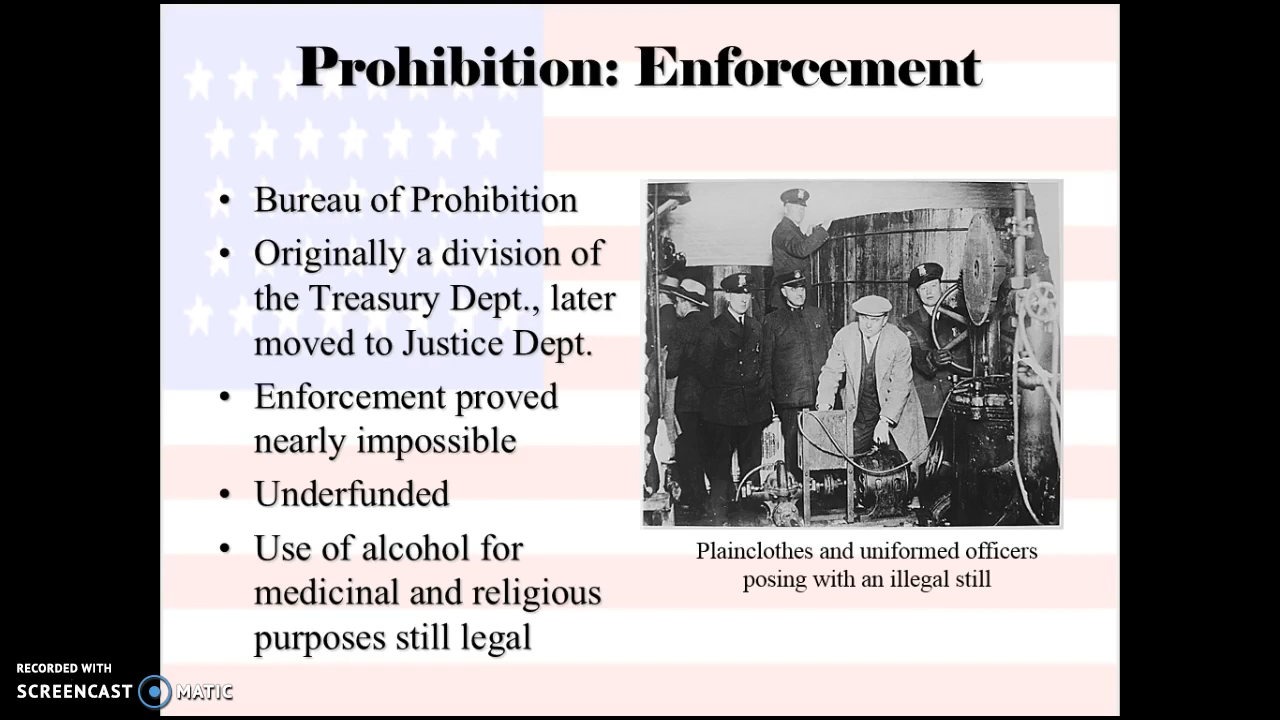 Prohibition: Enforcement
• Bureau of Prohibition
• Originally a division of
the Treasury Dept., later
moved to Justice Dept.
• Enforcement proved
nearly impossible
• Underfunded
• Use of alcohol for
medicinal and religious
purposes still legal
Plainclothes and uniformed officers
posing with an illegal still
RECORDED WITH
SCREENCAST MATIC